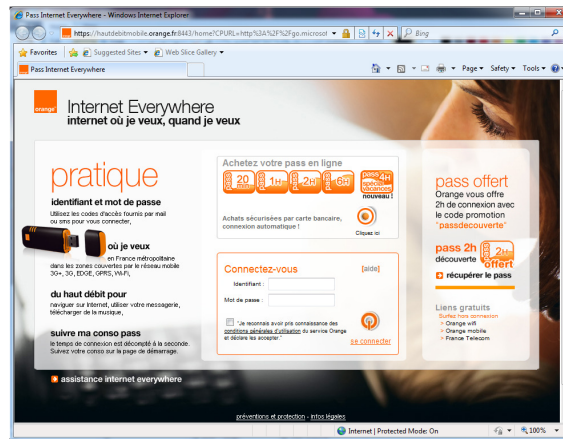 Pass Internet Everywhere - Windows Internet Explorer
https://hautdebitmobile.orange.fr:8443/home?CPURL=http%3A%2F%2Fgo.microsof
Bing
Favorites
Suggested Sites
Web Slice Gallery
Pass Internet Everywhere
Page
Safety
Tools
orange
Internet Everywhere
internet où je veux, quand je veux
pratique
identifiant et mot de passe
Utilisez les codes d'accès fournis par mail
ou sms pour vous connecter,
où je veux
en France métropolitaine
dans les zones couvertes par le réseau mobile
3G+, 3G, EDGE, GPRS, Wi-Fi,
du haut débit pour
naviguer sur Internet, utiliser votre messagerie,
télécharger de la musique,
suivre ma conso pass
le temps de connexion est décompté à la seconde.
Suivez votre conso sur la page de démarrage.
assistance internet everywhere
Achetez votre pass en ligne
pass 20 min
pass 1H
pass 2H
pass 6H
pass 4H
spécial vacances
nouveau !
Achats sécurisées par carte bancaire,
connexion automatique !
Cliquez ici
Connectez-vous
[aide]
Identifiant :
Mot de passe :
"Je reconnais avoir pris connaissance des
conditions générales d'utilisation du service Orange
et déclare les accepter."
se connecter
pass offert
Orange vous offre
2h de connexion avec
le code promotion
"passdecouverte"
pass 2h
découverte
pass 2H
offert
récupérer le pass
Liens gratuits
Surfez hors connexion
> Orange wifi
> Orange mobile
> France Telecom
préventions et protection - infos légales
Internet | Protected Mode: On
100%